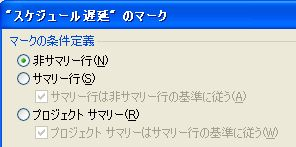 "スケジュール遅延" のマーク
マークの条件定義
非サマリー行(N)
サマリー行(S)
サマリー行は非サマリー行の基準に従う(A)
プロジェクト サマリー(R)
プロジェクト サマリーはサマリー行の基準に従う(W)